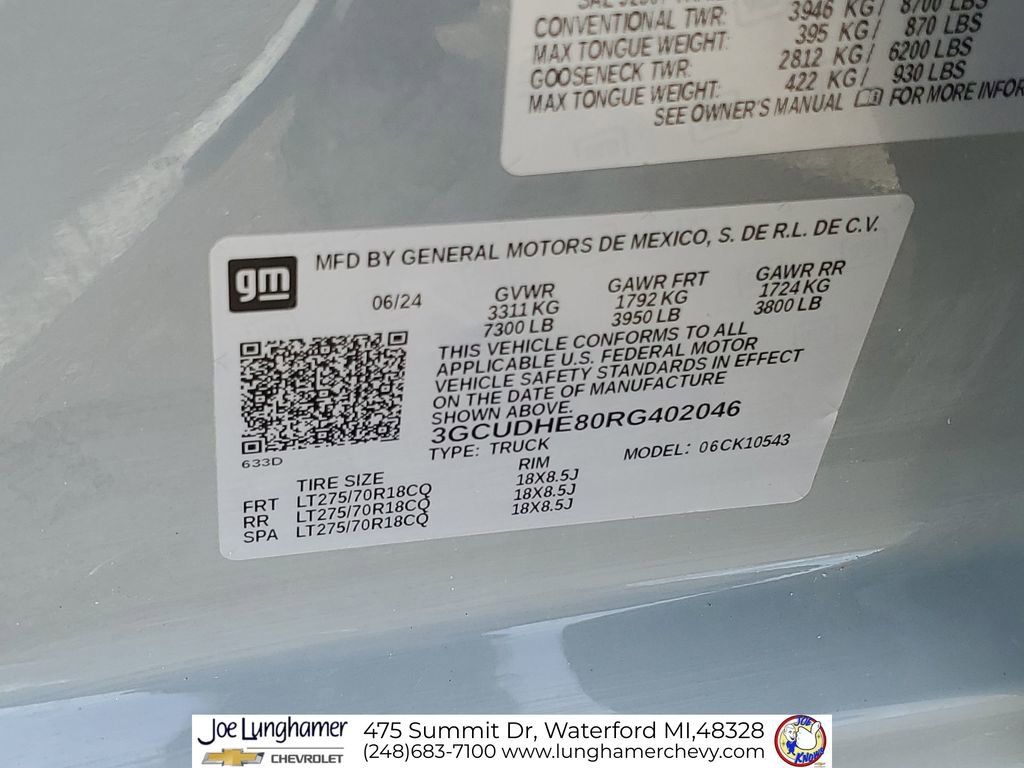 3946 KG/ 8700 LBS
CONVENTIONAL TWR: 395 KG/ 870 LBS
MAX TONGUE WEIGHT: 2812 KG/ 6200 LBS
GOOSENECK TWR: 422 KG/ 930 LBS
MAX TONGUE WEIGHT:
SEE OWNER'S MANUAL FOR MORE INFOR
gm
MFD BY GENERAL MOTORS DE MEXICO, S. DE R.L. DE C.V.
06/24 GVWR GAWR FRT GAWR RR
3311 KG 1792 KG 1724 KG
7300 LB 3950 LB 3800 LB
THIS VEHICLE CONFORMS TO ALL
APPLICABLE U.S. FEDERAL MOTOR
VEHICLE SAFETY STANDARDS IN EFFECT
ON THE DATE OF MANUFACTURE
SHOWN ABOVE.
3GCUDHE80RG402046
TYPE: TRUCK MODEL: 06CK10543
633D
TIRE SIZE RIM
FRT LT275/70R18CQ 18X8.5J
RR LT275/70R18CQ 18X8.5J
SPA LT275/70R18CQ 18X8.5J
Joe Lunghamer
CHEVROLET
475 Summit Dr, Waterford MI,48328
(248)683-7100 www.lunghamerchevy.com
JOE
KNOWS